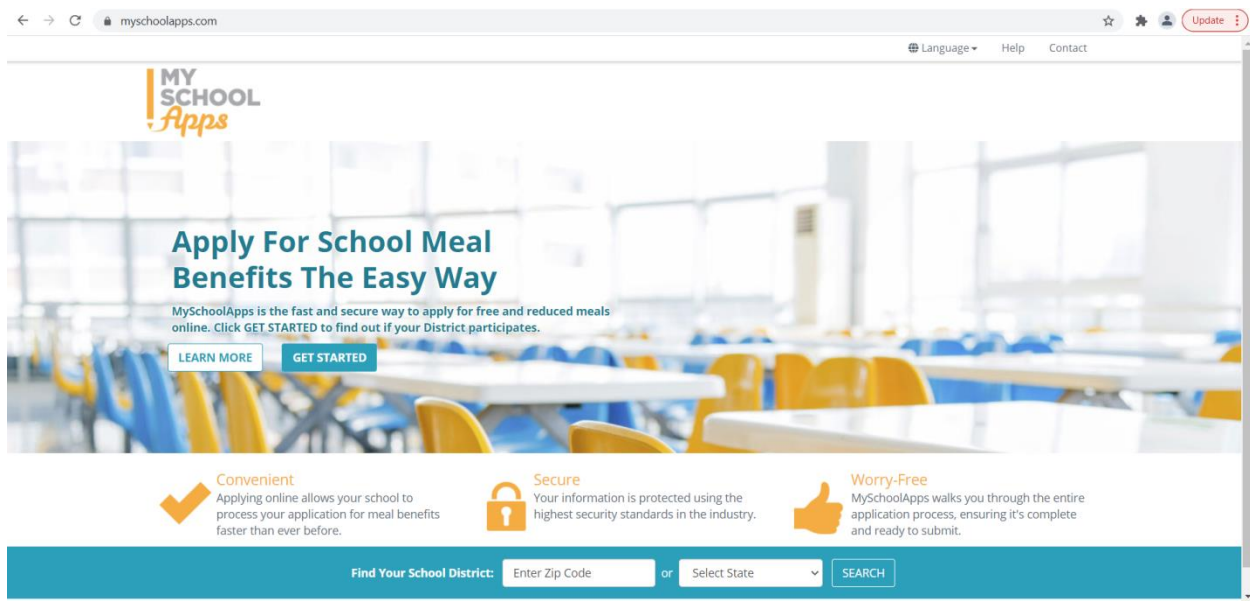 myschoolapps.com
Update
Language
Help
Contact
MY
SCHOOL
Apps
Apply For School Meal
Benefits The Easy Way
MySchoolApps is the fast and secure way to apply for free and reduced meals
online. Click GET STARTED to find out if your District participates.
LEARN MORE
GET STARTED
Convenient
Applying online allows your school to
process your application for meal benefits
faster than ever before.
Secure
Your information is protected using the
highest security standards in the industry.
Worry-Free
MySchoolApps walks you through the entire
application process, ensuring it's complete
and ready to submit.
Find Your School District: Enter Zip Code or Select State SEARCH